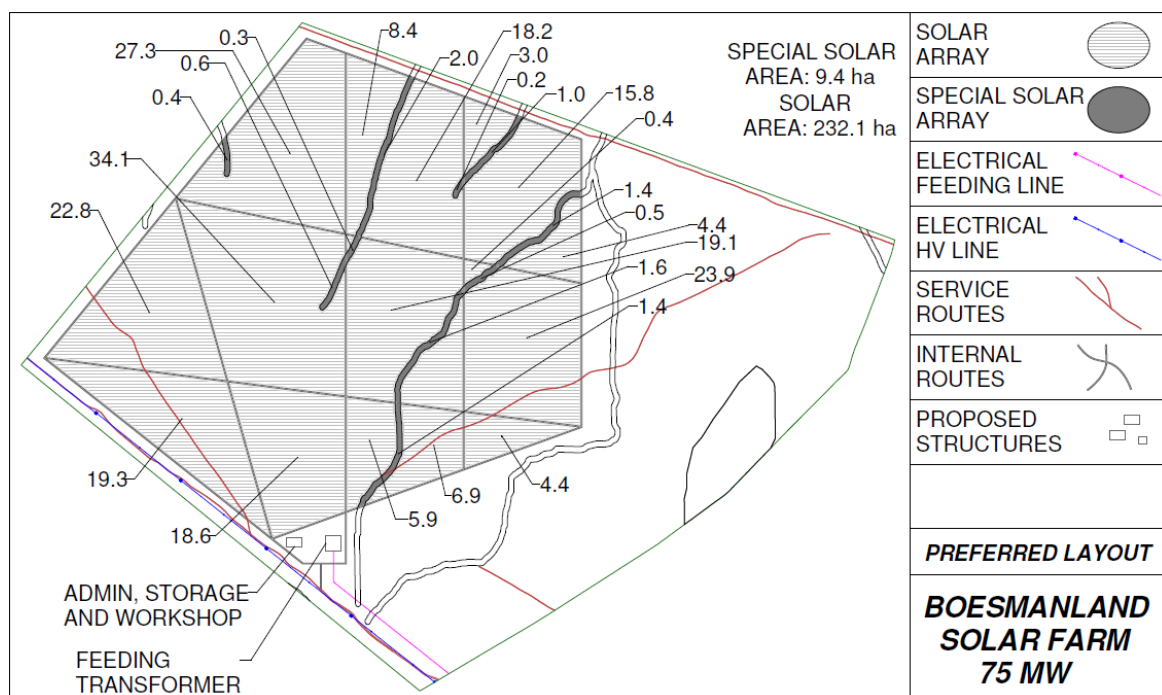 8.4
18.2
0.3
3.0
27.3
2.0
0.2
0.6
1.0
15.8
0.4
0.4
34.1
1.4
22.8
0.5
4.4
19.1
1.6
23.9
1.4
19.3
6.9
4.4
18.6
5.9
SPECIAL SOLAR
AREA: 9.4 ha
SOLAR
AREA: 232.1 ha
ADMIN, STORAGE
AND WORKSHOP
FEEDING
TRANSFORMER
SOLAR
ARRAY
SPECIAL SOLAR
ARRAY
ELECTRICAL
FEEDING LINE
ELECTRICAL
HV LINE
SERVICE
ROUTES
INTERNAL
ROUTES
PROPOSED
STRUCTURES
PREFERRED LAYOUT
BOESMANLAND
SOLAR FARM
75 MW